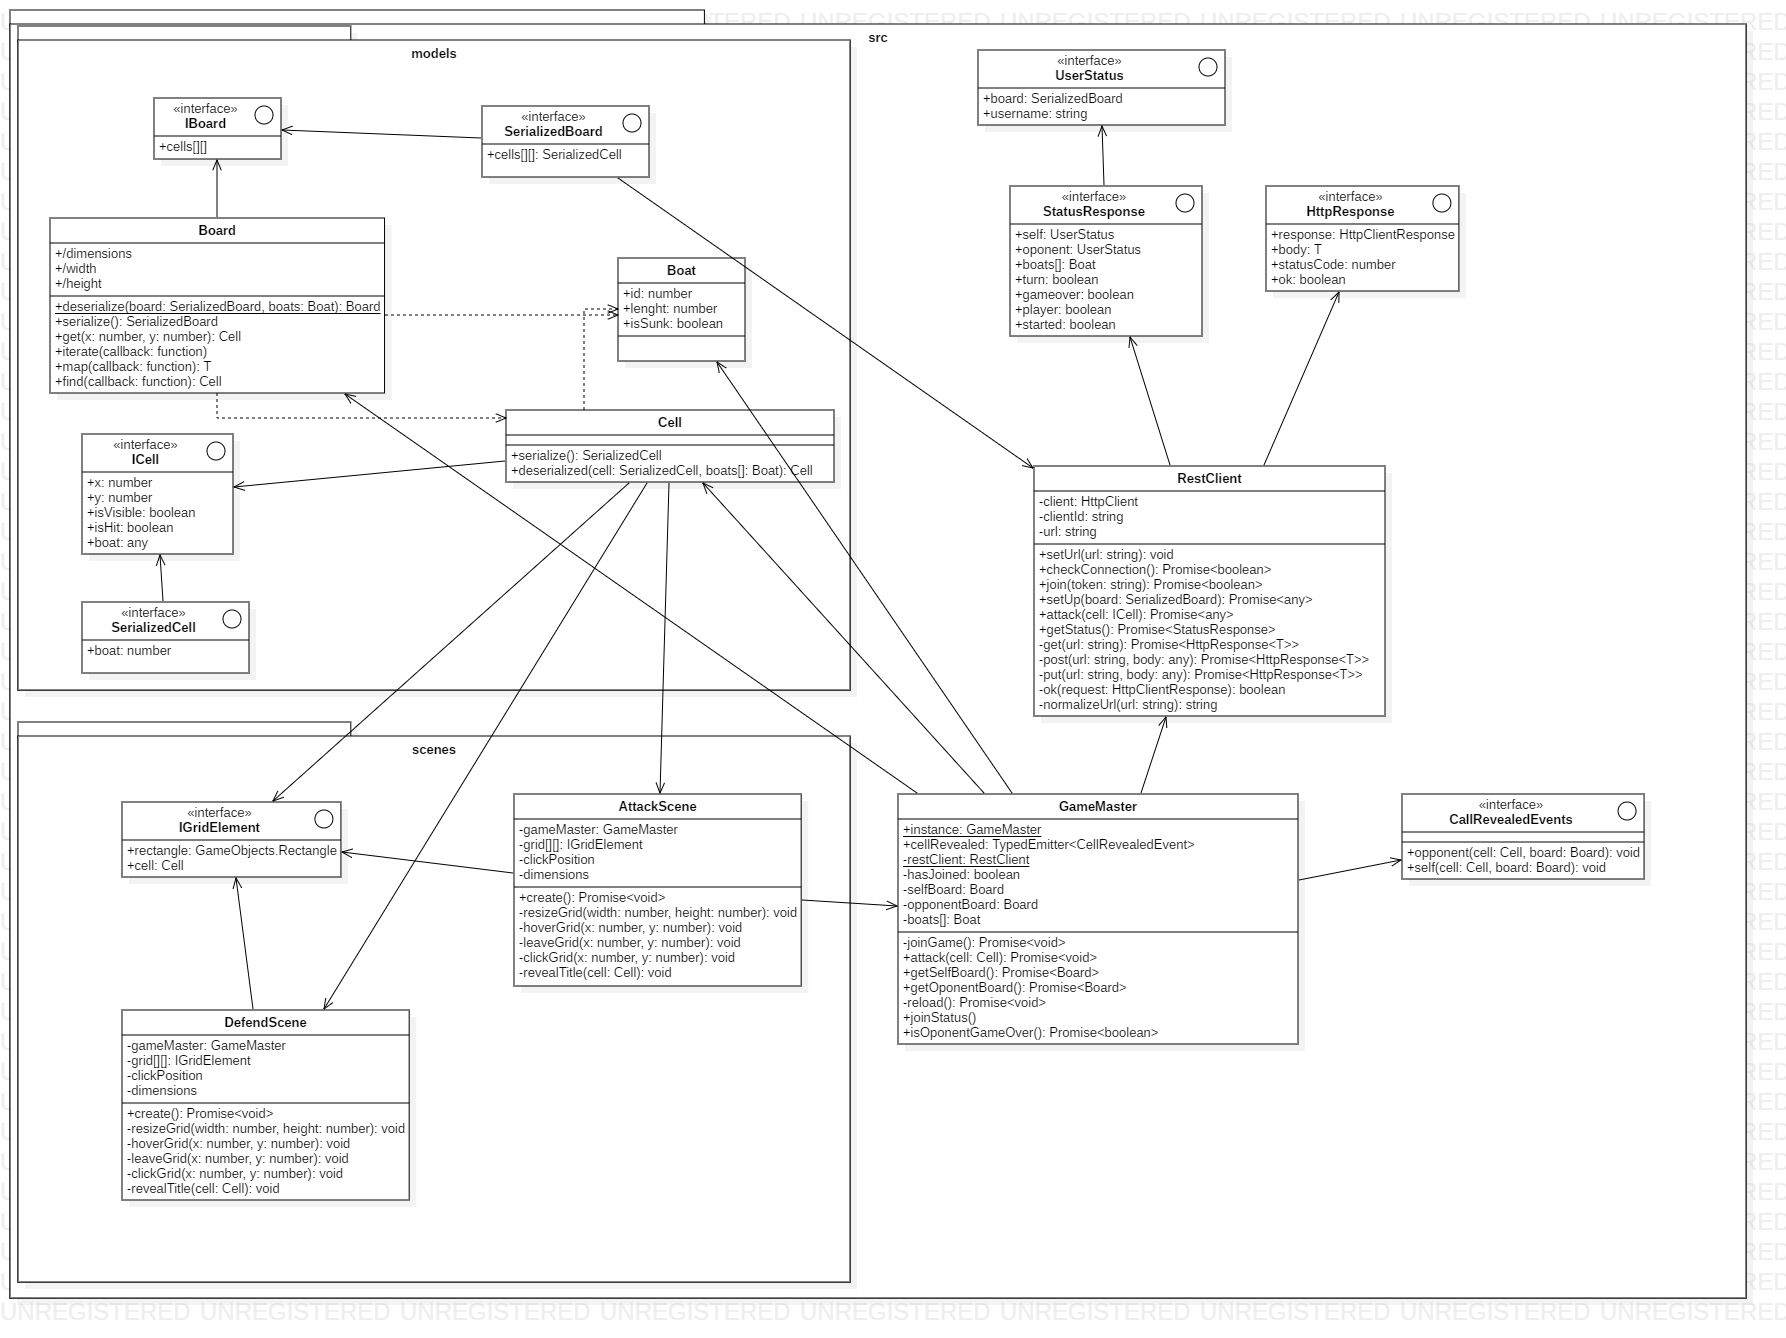 src
models
«interface»
IBoard
+cells[][]
«interface»
SerializedBoard
+cells[][]: SerializedCell
Board
+/dimensions
+/width
+/height
+deserialize(board: SerializedBoard, boats: Boat): Board
+serialize(): SerializedBoard
+get(x: number, y: number): Cell
+iterate(callback: function)
+map(callback: function): T
+find(callback: function): Cell
Boat
+id: number
+lenght: number
+isSunk: boolean
Cell
+serialize(): SerializedCell
+deserialized(cell: SerializedCell, boats[]: Boat): Cell
«interface»
ICell
+x: number
+y: number
+isVisible: boolean
+isHit: boolean
+boat: any
«interface»
SerializedCell
+boat: number
«interface»
UserStatus
+board: SerializedBoard
+username: string
«interface»
StatusResponse
+self: UserStatus
+oponent: UserStatus
+boats[]: Boat
+turn: boolean
+gameover: boolean
+player: boolean
+started: boolean
«interface»
HttpResponse
+response: HttpClientResponse
+body: T
+statusCode: number
+ok: boolean
RestClient
-client: HttpClient
-clientId: string
-url: string
+setUrl(url: string): void
+checkConnection(): Promise<boolean>
+join(token: string): Promise<boolean>
+setUp(board: SerializedBoard): Promise<any>
+attack(cell: ICell): Promise<any>
+getStatus(): Promise<StatusResponse>
-get(url: string): Promise<HttpResponse<T>>
-post(url: string, body: any): Promise<HttpResponse<T>>
-put(url: string, body: any): Promise<HttpResponse<T>>
-ok(request: HttpClientResponse): boolean
-normalizeUrl(url: string): string
scenes
«interface»
IGridElement
+rectangle: GameObjects.Rectangle
+cell: Cell
AttackScene
-gameMaster: GameMaster
-grid[][]: IGridElement
-clickPosition
-dimensions
+create(): Promise<void>
-resizeGrid(width: number, height: number): void
-hoverGrid(x: number, y: number): void
-leaveGrid(x: number, y: number): void
-clickGrid(x: number, y: number): void
-revealTitle(cell: Cell): void
DefendScene
-gameMaster: GameMaster
-grid[][]: IGridElement
-clickPosition
-dimensions
+create(): Promise<void>
-resizeGrid(width: number, height: number): void
-hoverGrid(x: number, y: number): void
-leaveGrid(x: number, y: number): void
-clickGrid(x: number, y: number): void
-revealTitle(cell: Cell): void
GameMaster
+instance: GameMaster
+cellRevealed: TypedEmitter<CellRevealedEvent>
-restClient: RestClient
-hasJoined: boolean
-selfBoard: Board
-opponentBoard: Board
-boats[]: Boat
-joinGame(): Promise<void>
+attack(cell: Cell): Promise<void>
+getSelfBoard(): Promise<Board>
+getOponentBoard(): Promise<Board>
-reload(): Promise<void>
+joinStatus()
+isOponentGameOver(): Promise<boolean>
«interface»
CallRevealedEvents
+opponent(cell: Cell, board: Board): void
+self(cell: Cell, board: Board): void
UNREGISTERED UNREGISTERED UNREGISTERED UNREGISTERED UNREGISTERED UNREGISTERED UNREGISTERED UNREGISTERED UNREGISTERED